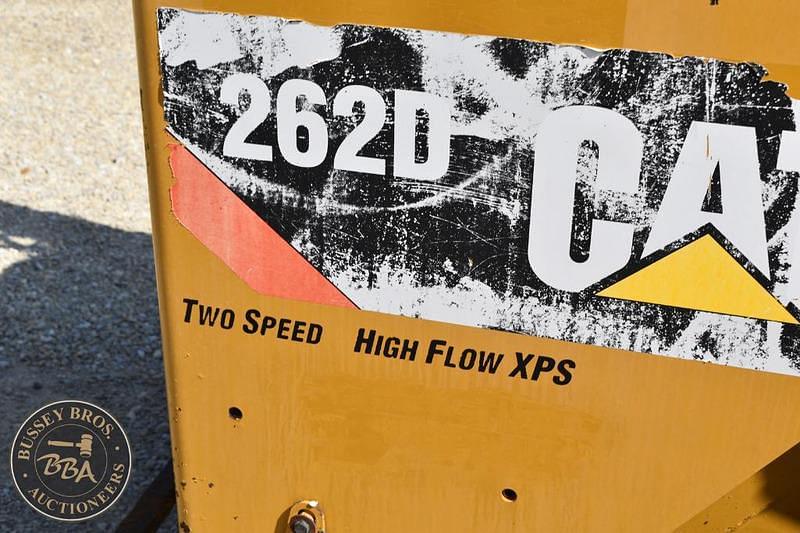 262D
CAT
TWO SPEED HIGH FLOW XPS
BUSSEY BROS.
BBA
AUCTIONEERS